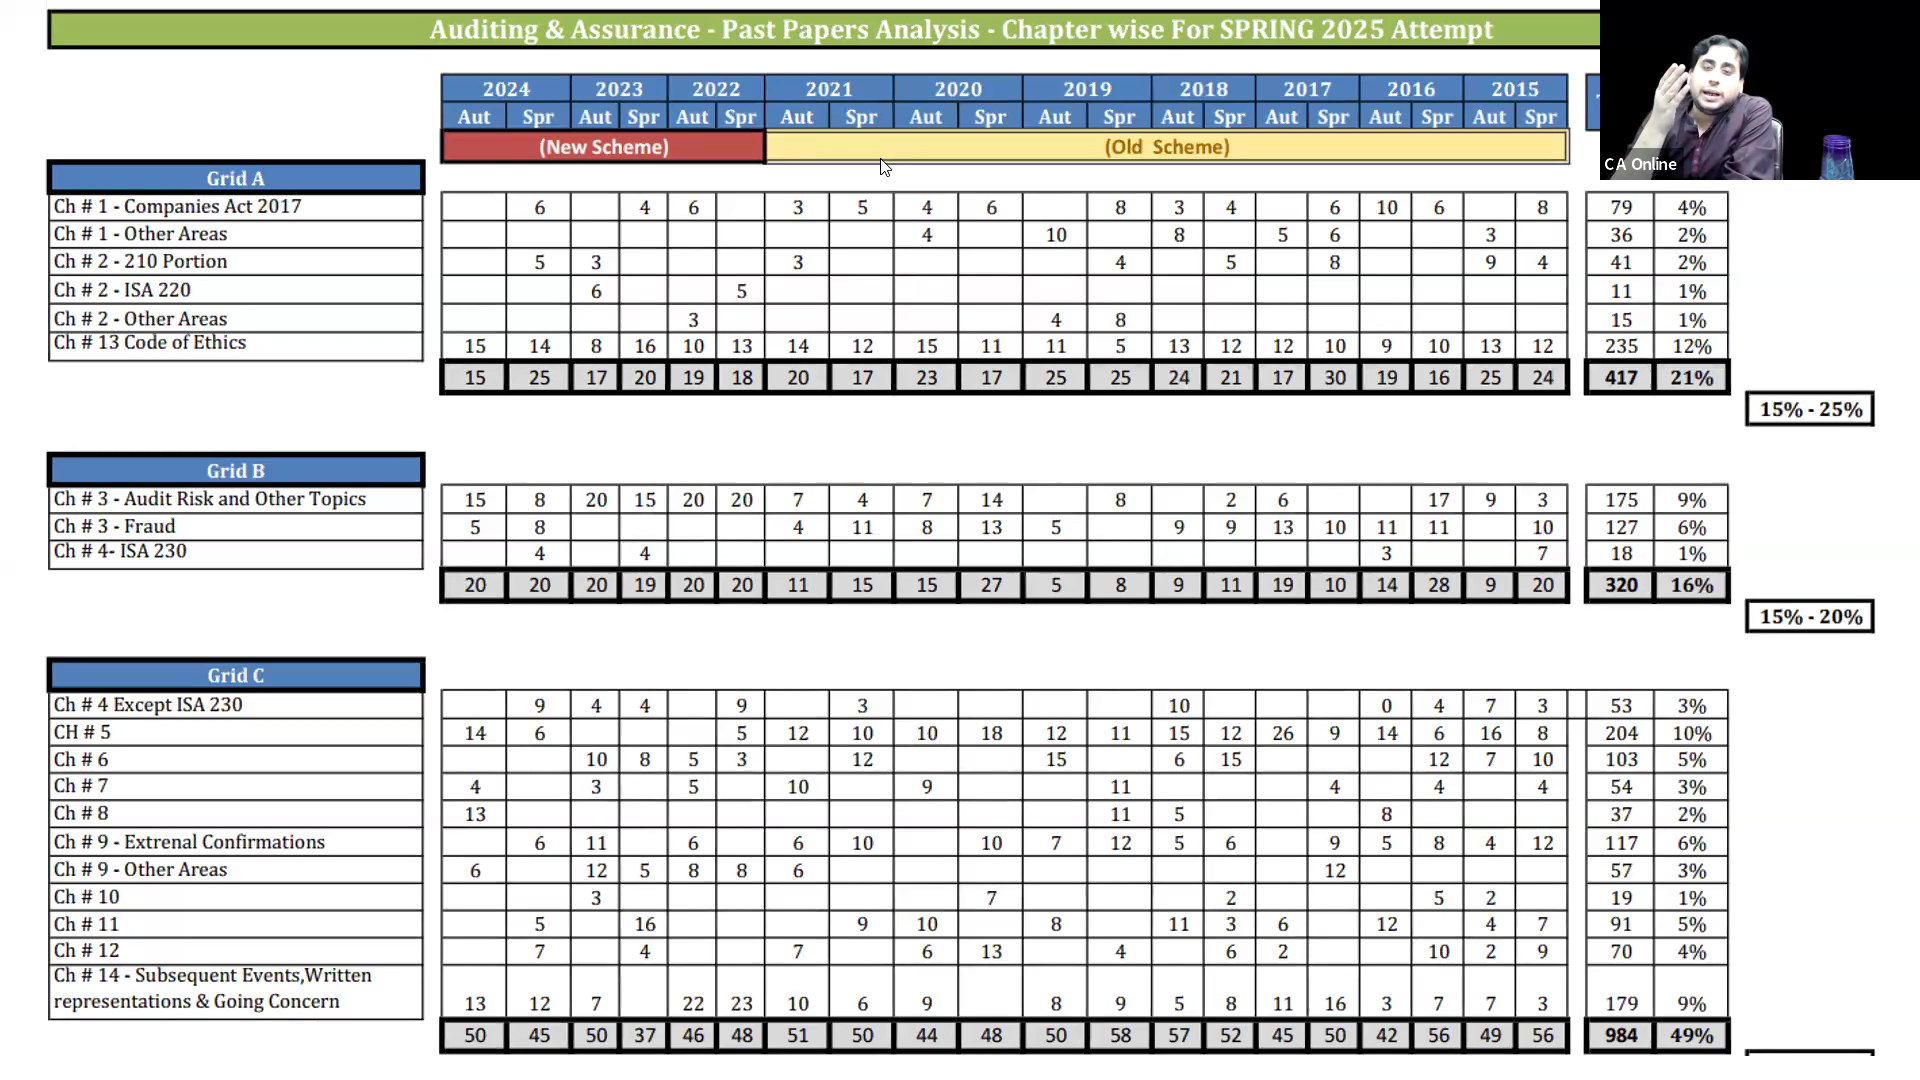 Auditing & Assurance - Past Papers Analysis - Chapter wise For SPRING 2025 Attempt
2024 2023 2022 2021 2020 2019 2018 2017 2016 2015
Aut Spr Aut Spr Aut Spr Aut Spr Aut Spr Aut Spr Aut Spr Aut Spr Aut Spr Aut Spr
(New Scheme) (Old Scheme)
C A Online
Grid A
Ch # 1 - Companies Act 2017 6 4 6 3 5 4 6 8 3 4 6 10 6 8 79 4%
Ch # 1 - Other Areas 4 10 8 5 6 3 36 2%
Ch # 2 - 210 Portion 5 3 3 4 5 8 9 4 41 2%
Ch # 2 - ISA 220 6 5 11 1%
Ch # 2 - Other Areas 3 4 8 15 1%
Ch # 13 Code of Ethics 15 14 8 16 10 13 14 12 15 11 11 5 13 12 12 10 9 10 13 12 235 12%
15 25 17 20 19 18 20 17 23 17 25 25 24 21 17 30 19 16 25 24 417 21%
15% - 25%
Grid B
Ch # 3 - Audit Risk and Other Topics 15 8 20 15 20 20 7 4 7 14 8 2 6 17 9 3 175 9%
Ch # 3 - Fraud 5 8 4 11 8 13 5 9 9 13 10 11 11 10 127 6%
Ch # 4- ISA 230 4 4 3 7 18 1%
20 20 20 19 20 20 11 15 15 27 5 8 9 11 19 10 14 28 9 20 320 16%
15% - 20%
Grid C
Ch # 4 Except ISA 230 9 4 4 9 3 10 0 4 7 3 53 3%
CH # 5 14 6 5 12 10 10 18 12 11 15 12 26 9 14 6 16 8 204 10%
Ch # 6 10 8 5 3 12 15 6 15 12 7 10 103 5%
Ch # 7 4 3 5 10 9 11 4 4 4 54 3%
Ch # 8 13 11 5 8 37 2%
Ch # 9 - Extrenal Confirmations 6 11 6 6 10 10 7 12 5 6 9 5 8 4 12 117 6%
Ch # 9 - Other Areas 6 12 5 8 8 6 12 57 3%
Ch # 10 3 7 2 5 2 19 1%
Ch # 11 5 16 9 10 8 11 3 6 12 4 7 91 5%
Ch # 12 7 4 7 6 13 4 6 2 10 2 9 70 4%
Ch # 14 - Subsequent Events,Written
representations & Going Concern 13 12 7 22 23 10 6 9 8 9 5 8 11 16 3 7 7 3 179 9%
50 45 50 37 46 48 51 50 44 48 50 58 57 52 45 50 42 56 49 56 984 49%